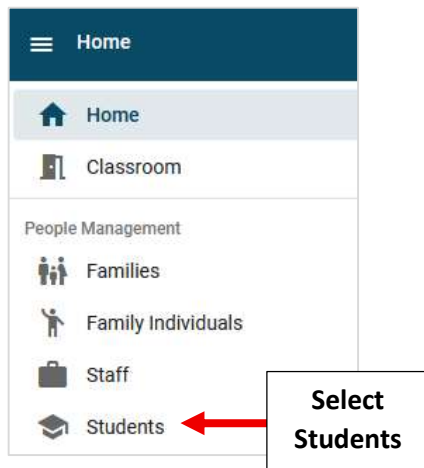 Home
Home
Classroom
People Management
Families
Family Individuals
Staff
Students
Select
Students